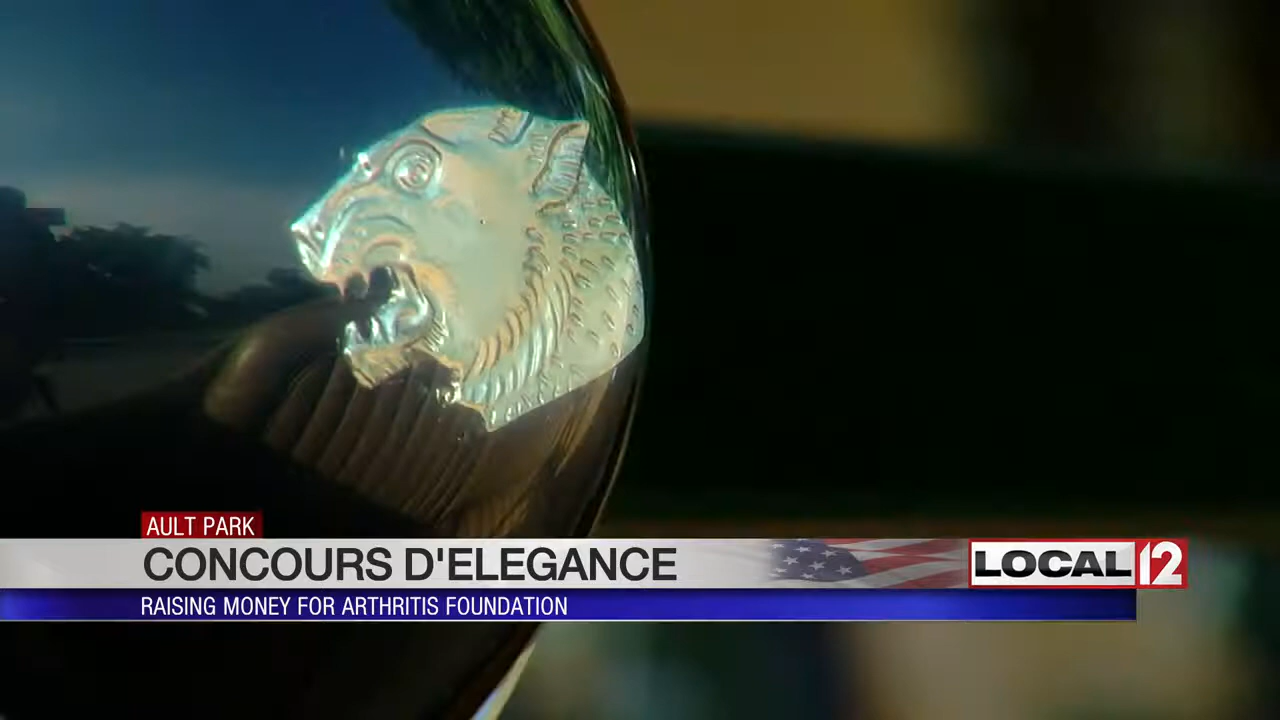 AULT PARK
CONCOURS D'ELEGANCE
LOCAL 12
RAISING MONEY FOR ARTHRITIS FOUNDATION